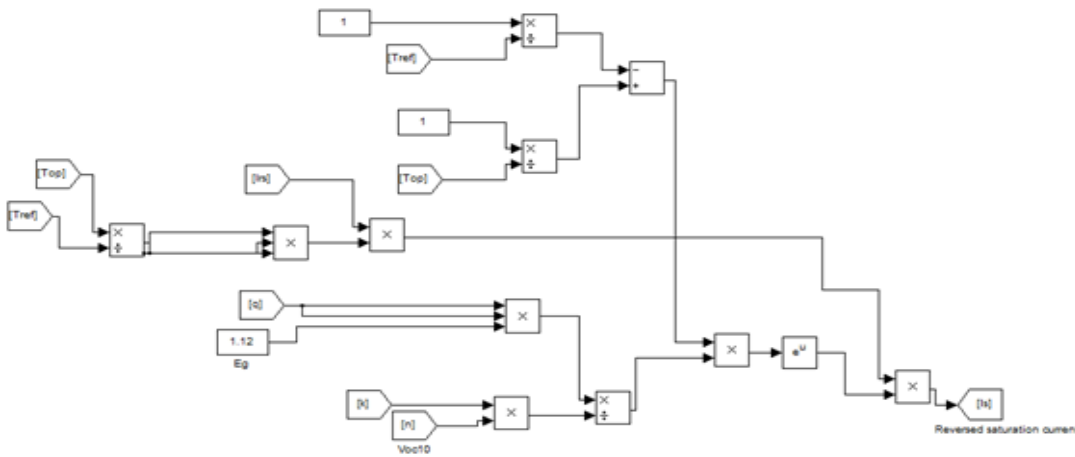 1
×
÷
[Tref]
−
+
1
×
÷
[Top]
[Top]
[Irs]
[Tref]
×
÷
×
×
[q]
×
1.12
Eg
×
e^u
[k]
×
÷
×
[Is]
[n]
×
Voc10
Reversed saturation curren